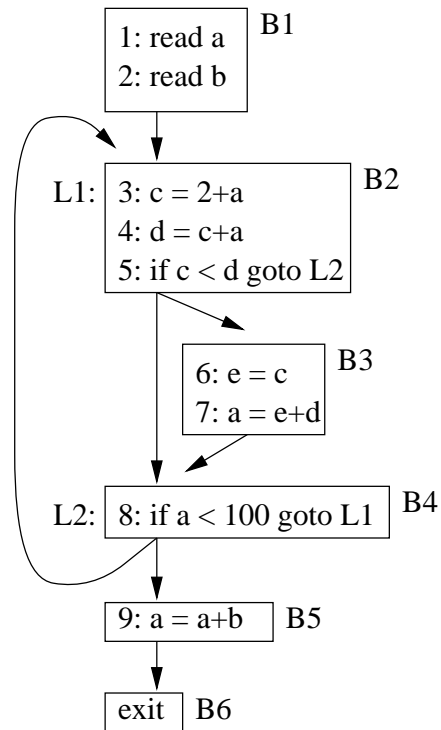 1: read a B1
2: read b
L1: 3: c = 2+a B2
4: d = c+a
5: if c < d goto L2
6: e = c B3
7: a = e+d
L2: 8: if a < 100 goto L1 B4
9: a = a+b B5
exit B6